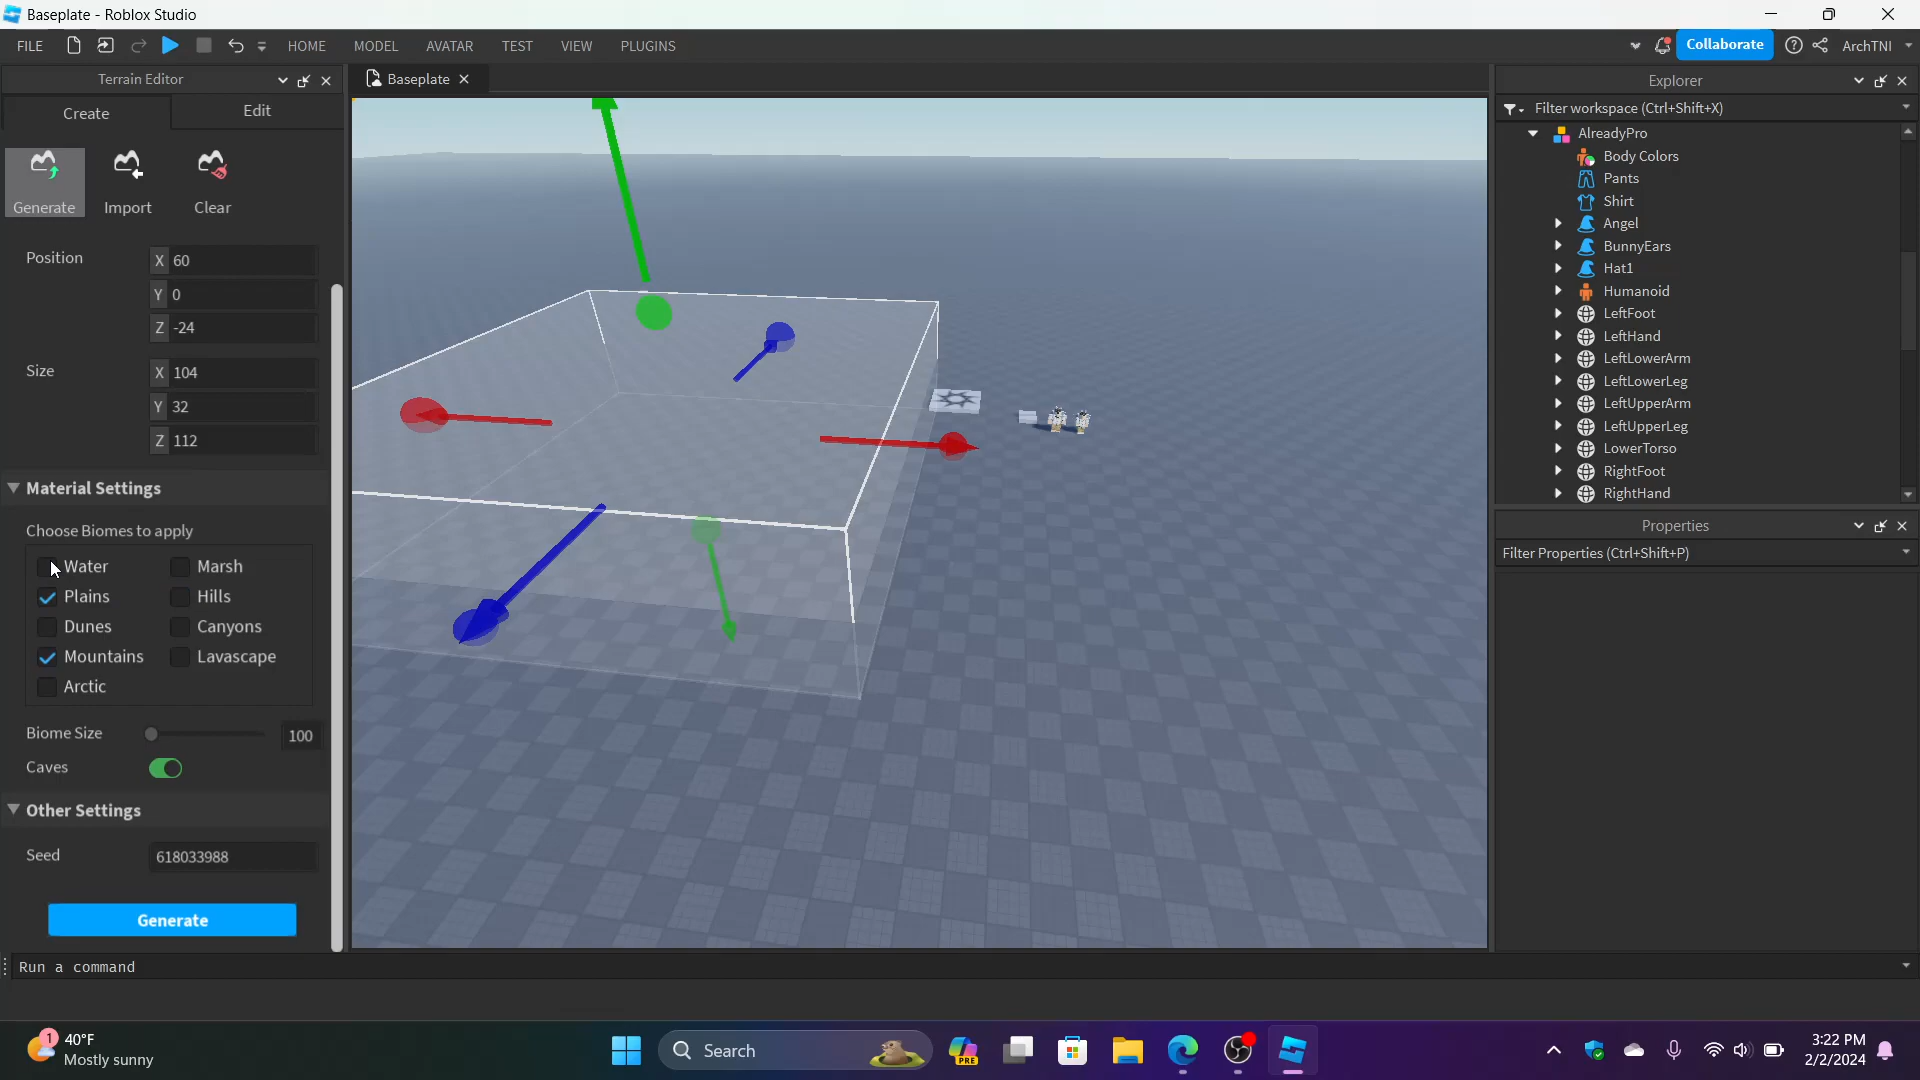 Baseplate - Roblox Studio
FILE HOME MODEL AVATAR TEST VIEW PLUGINS Collaborate ArchTNI
Terrain Editor
Baseplate
Create Edit
Generate Import Clear
Position X 60
Y 0
Z -24
Size X 104
Y 32
Z 112
Material Settings
Choose Biomes to apply
Water Marsh
Plains Hills
Dunes Canyons
Mountains Lavascape
Arctic
Biome Size 100
Caves
Other Settings
Seed 618033988
Generate
Explorer
Filter workspace (Ctrl+Shift+X)
AlreadyPro
Body Colors
Pants
Shirt
Angel
BunnyEars
Hat1
Humanoid
LeftFoot
LeftHand
LeftLowerArm
LeftLowerLeg
LeftUpperArm
LeftUpperLeg
LowerTorso
RightFoot
RightHand
Properties
Filter Properties (Ctrl+Shift+P)
Run a command
1
40°F
Mostly sunny
Search
PRE
3:22 PM
2/2/2024